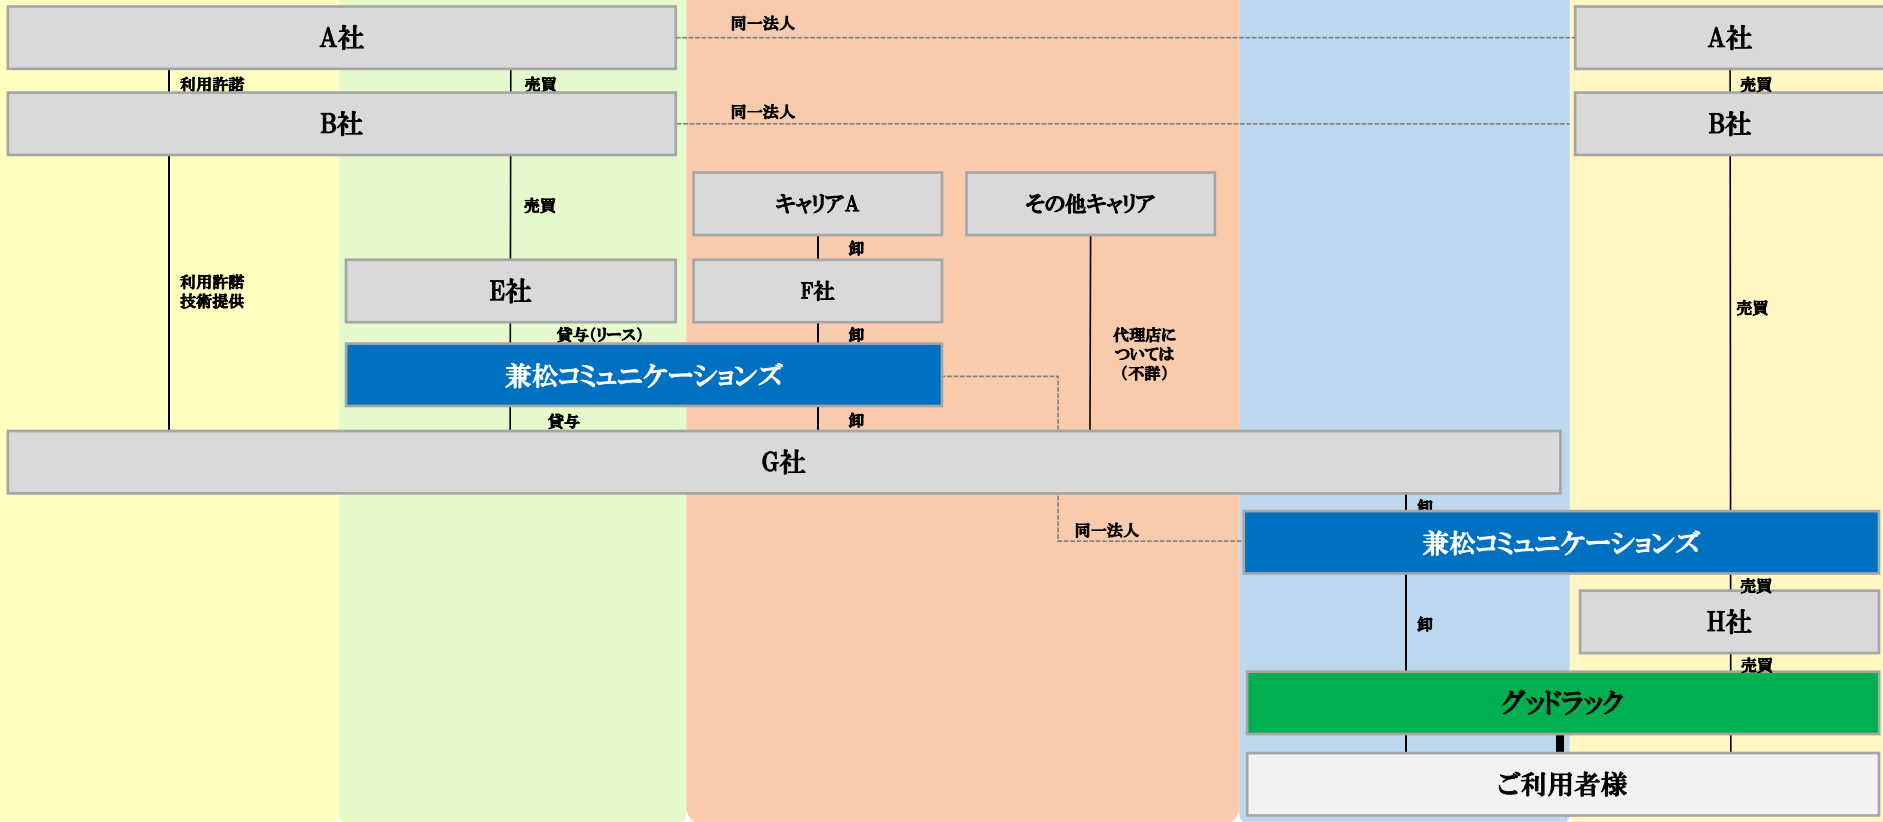 A社
同一法人
A社
利用許諾
売買
売買
B社
同一法人
B社
売買
キャリアA
その他キャリア
卸
利用許諾
技術提供
E社
F社
売買
貸与(リース)
卸
代理店に
ついては
(不詳)
兼松コミュニケーションズ
貸与
卸
G社
卸
同一法人
兼松コミュニケーションズ
売買
卸
H社
売買
グッドラック
ご利用者様